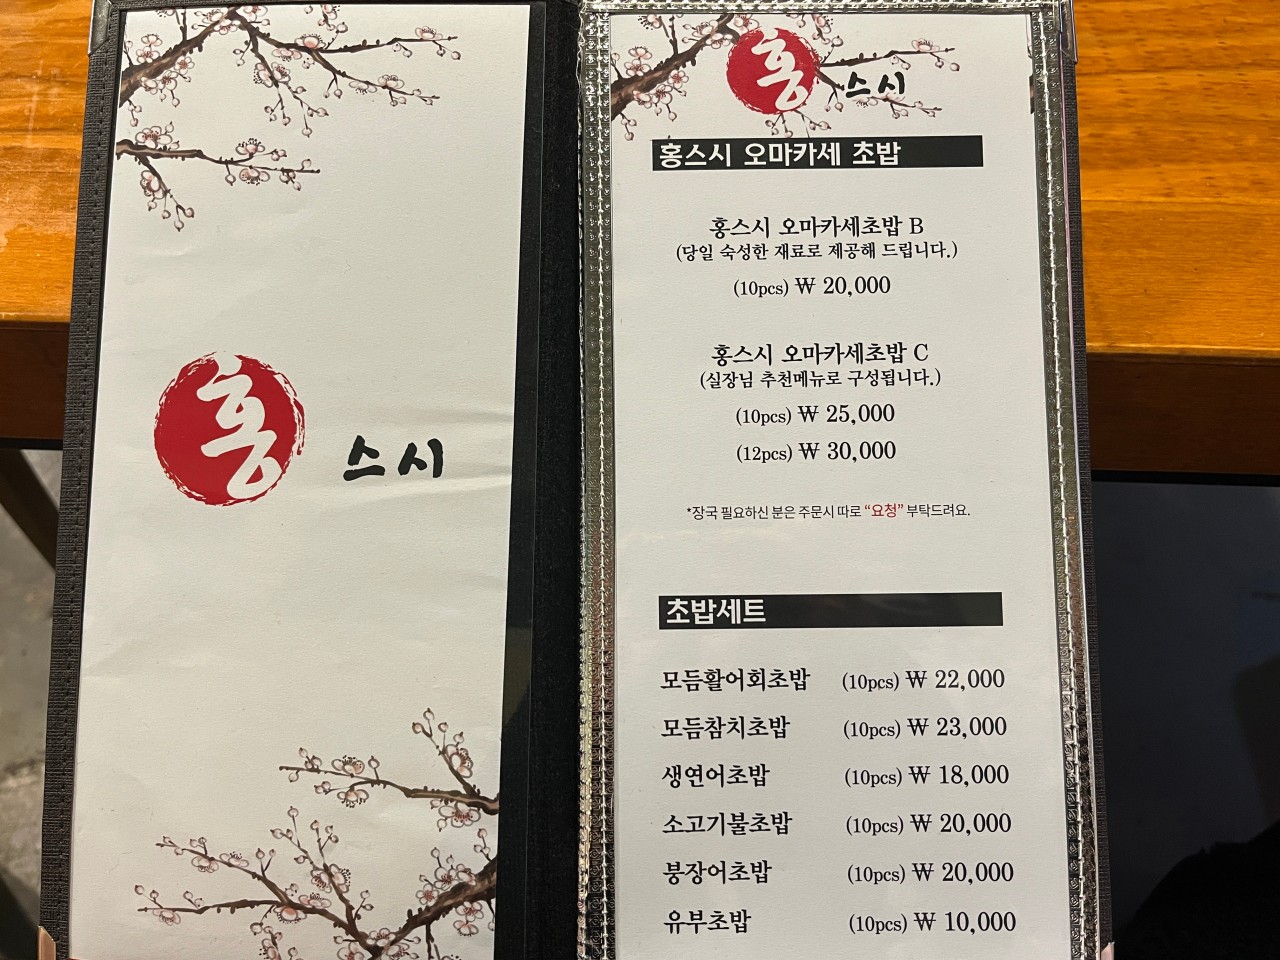 홍
스시
홍
스시
홍스시 오마카세 초밥
홍스시 오마카세초밥 B
(당일 숙성한 재료로 제공해 드립니다.)
(10pcs) ₩ 20,000
홍스시 오마카세초밥 C
(실장님 추천메뉴로 구성됩니다.)
(10pcs) ₩ 25,000
(12pcs) ₩ 30,000
*장국 필요하신 분은 주문시 따로 “요청” 부탁드려요.
초밥세트
모듬활어회초밥 (10pcs) ₩ 22,000
모듬참치초밥 (10pcs) ₩ 23,000
생연어초밥 (10pcs) ₩ 18,000
소고기불초밥 (10pcs) ₩ 20,000
붕장어초밥 (10pcs) ₩ 20,000
유부초밥 (10pcs) ₩ 10,000